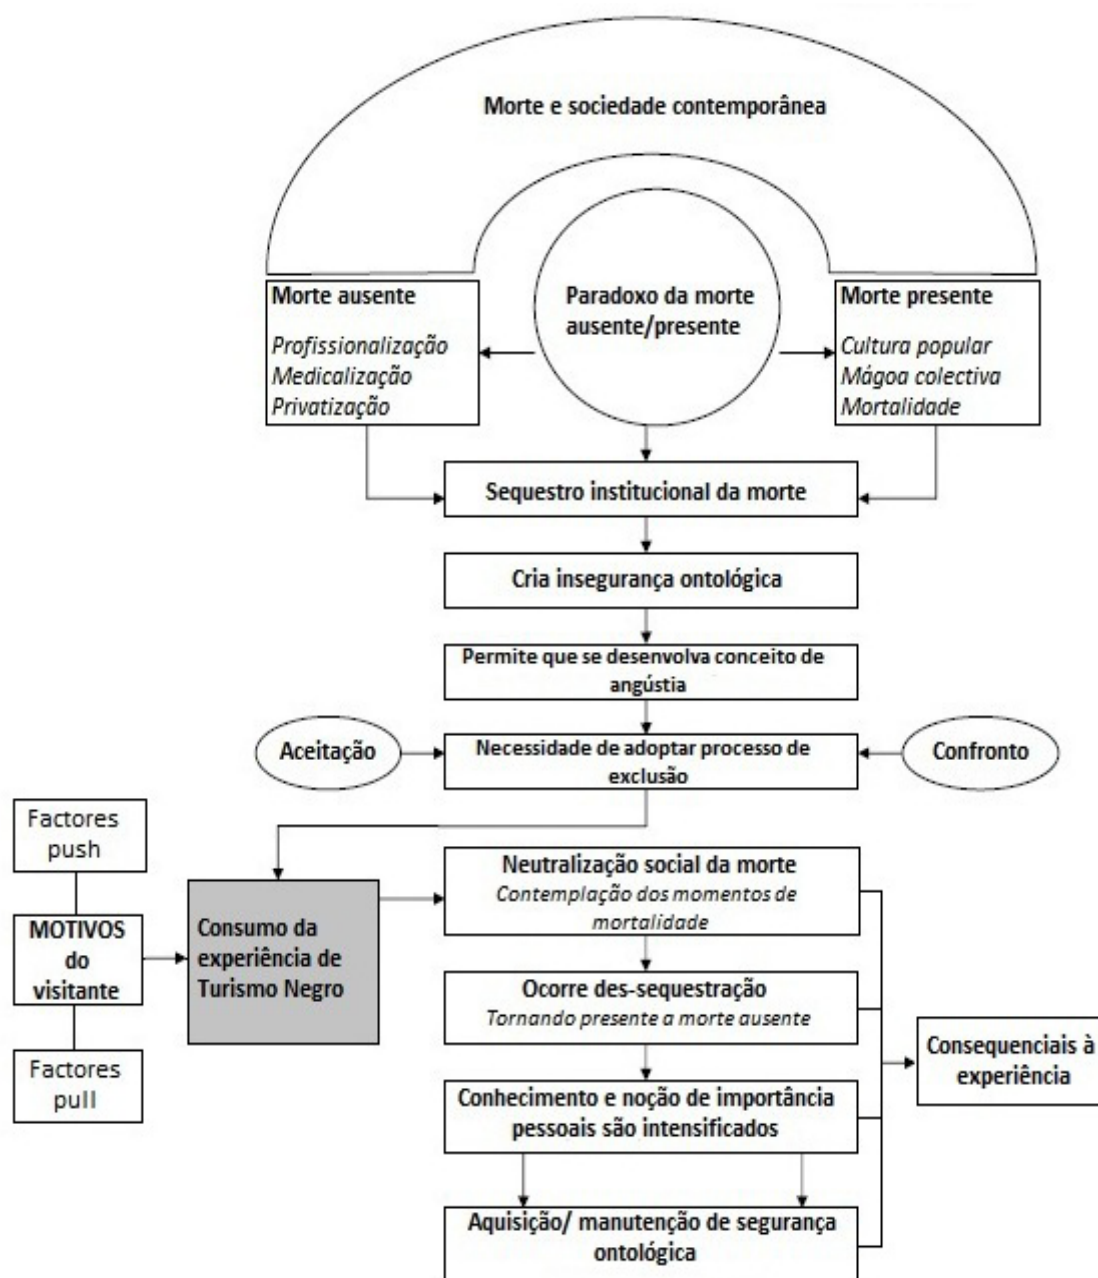 Morte e sociedade contemporânea
Morte ausente
Profissionalização
Medicalização
Privatização
Paradoxo da morte
ausente/presente
Morte presente
Cultura popular
Mágoa colectiva
Mortalidade
Sequestro institucional da morte
Cria insegurança ontológica
Permite que se desenvolva conceito de
angústia
Aceitação
Necessidade de adoptar processo de
exclusão
Confronto
Factores
push
MOTIVOS
do
visitante
Factores
pull
Consumo da
experiência de
Turismo Negro
Neutralização social da morte
Contemplação dos momentos de
mortalidade
Ocorre des-sequestração
Tornando presente a morte ausente
Conhecimento e noção de importância
pessoais são intensificados
Aquisição/ manutenção de segurança
ontológica
Consequenciais à
experiência